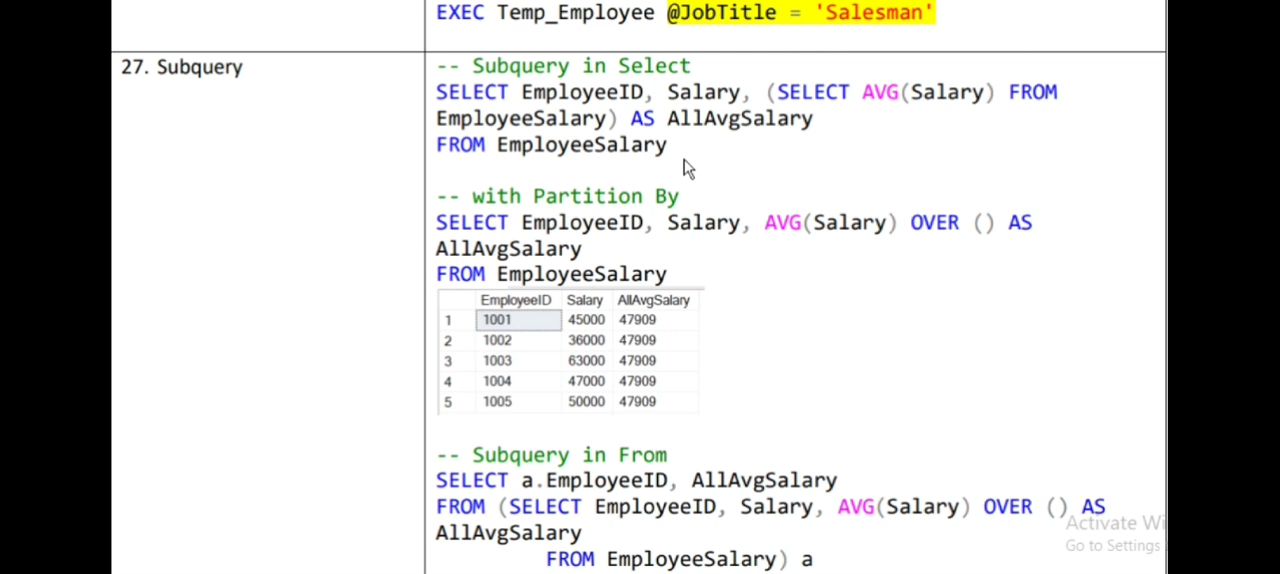 EXEC Temp_Employee @JobTitle = 'Salesman'
27. Subquery
-- Subquery in Select
SELECT EmployeeID, Salary, (SELECT AVG(Salary) FROM
EmployeeSalary) AS AllAvgSalary
FROM EmployeeSalary
-- with Partition By
SELECT EmployeeID, Salary, AVG(Salary) OVER () AS
AllAvgSalary
FROM EmployeeSalary
EmployeeID Salary AllAvgSalary
1 1001 45000 47909
2 1002 36000 47909
3 1003 63000 47909
4 1004 47000 47909
5 1005 50000 47909
-- Subquery in From
SELECT a.EmployeeID, AllAvgSalary
FROM (SELECT EmployeeID, Salary, AVG(Salary) OVER () AS
AllAvgSalary
FROM EmployeeSalary) a
Activate Wi
Go to Settings